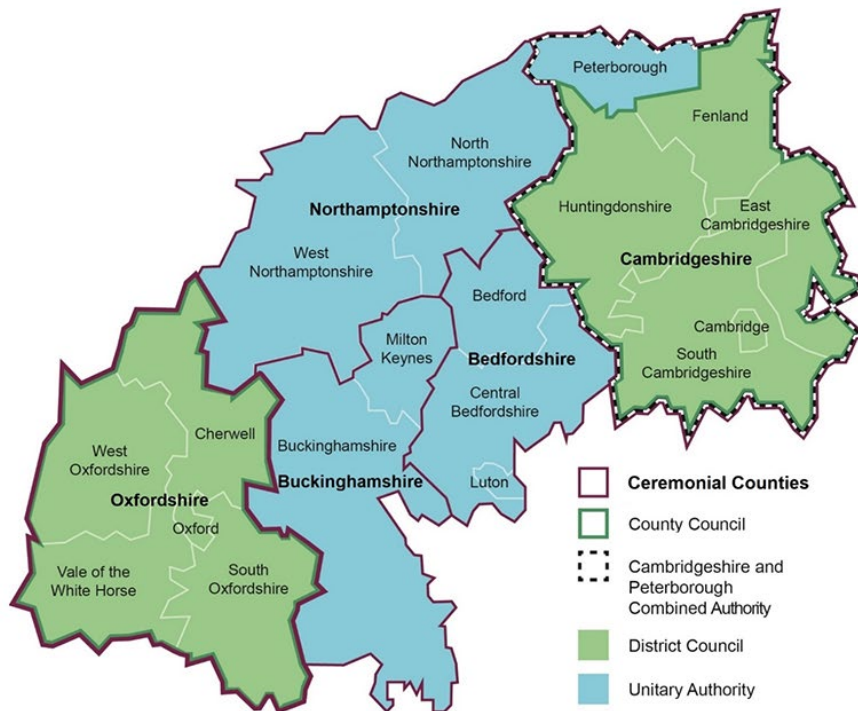 Peterborough
Fenland
North
Northamptonshire
Huntingdonshire
East
Cambridgeshire
Northamptonshire
West
Northamptonshire
Cambridgeshire
Bedford
Milton
Keynes
Bedfordshire
Cambridge
South
Cambridgeshire
Central
Bedfordshire
Cherwell
West
Oxfordshire
Buckinghamshire
Buckinghamshire
Luton
Oxfordshire
Oxford
Vale of the
White Horse
South
Oxfordshire
Ceremonial Counties
County Council
Cambridgeshire and
Peterborough
Combined Authority
District Council
Unitary Authority